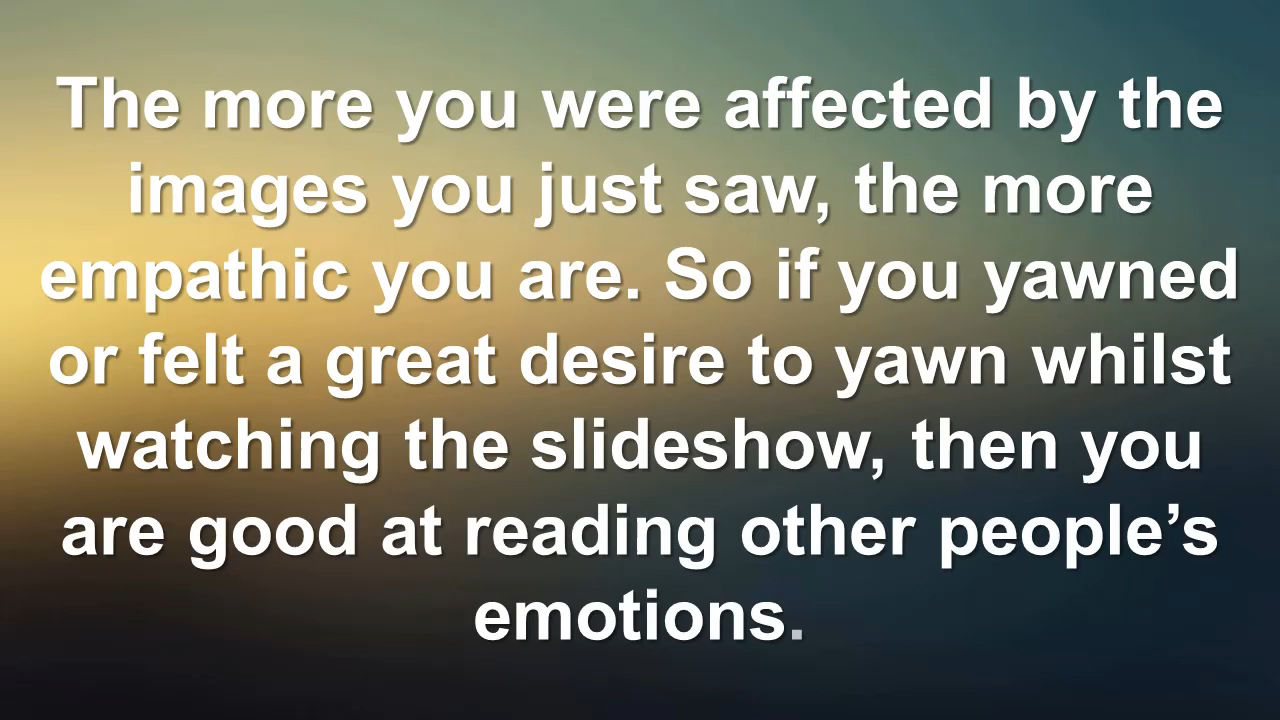 The more you were affected by the
images you just saw, the more
empathic you are. So if you yawned
or felt a great desire to yawn whilst
watching the slideshow, then you
are good at reading other people’s
emotions.